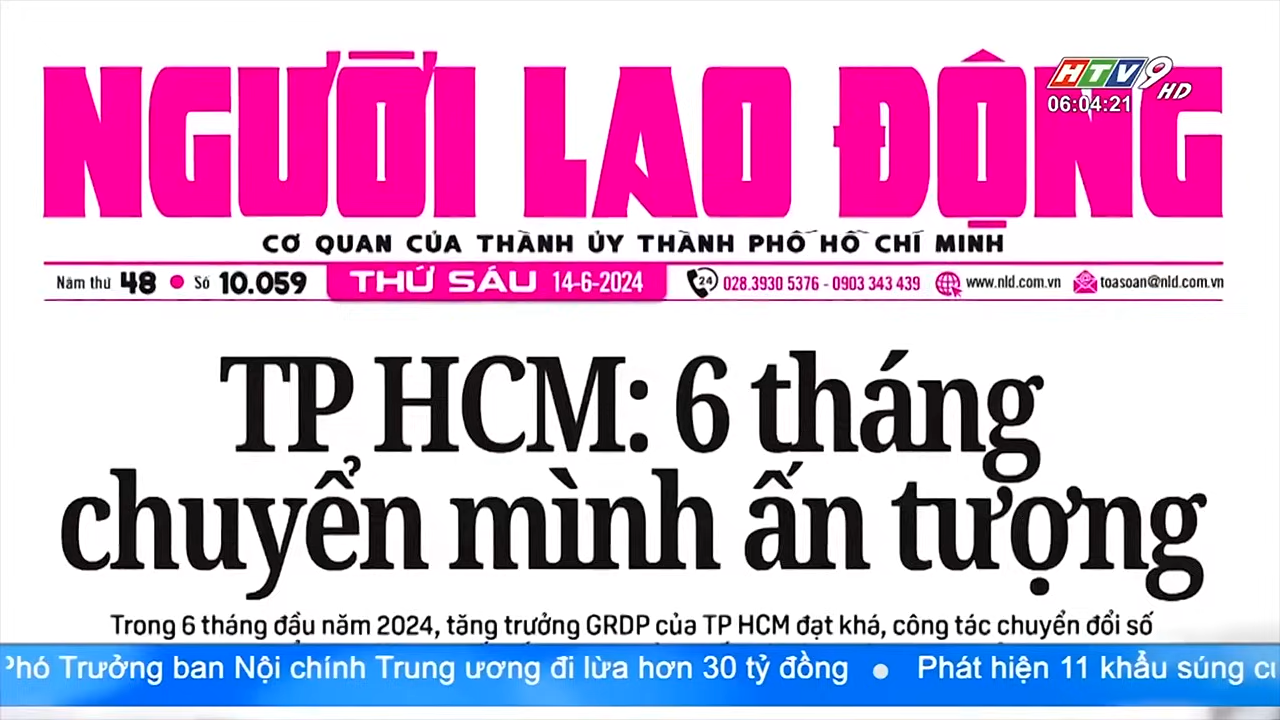 NGƯỜI LAO ĐỘNG
HTV9 HD
06:04:21
CƠ QUAN CỦA THÀNH ỦY THÀNH PHỐ HỒ CHÍ MINH
Năm thứ 48 • Số 10.059 THỨ SÁU 14-6-2024 24 028.3930 5376 - 0903 343 439 www.nld.com.vn toasoan@nld.com.vn
TP HCM: 6 tháng
chuyển mình ấn tượng
Trong 6 tháng đầu năm 2024, tăng trưởng GRDP của TP HCM đạt khá, công tác chuyển đổi số
Phó Trưởng ban Nội chính Trung ương đi lừa hơn 30 tỷ đồng • Phát hiện 11 khẩu súng